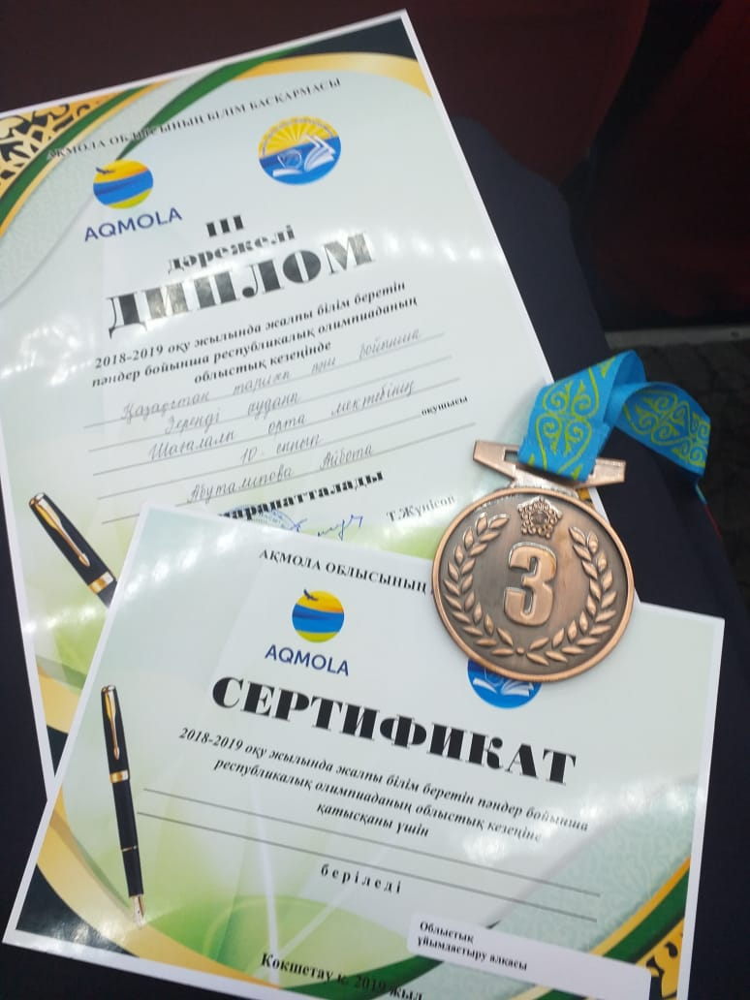 АҚМОЛА ОБЛЫСЫНЫҢ БІЛІМ БАСҚАРМАСЫ
AQMOLA
III
дәрежелі
ДИПЛОМ
2018-2019 оқу жылында жалпы білім беретін
пәндер бойынша республикалық олимпиаданың
облыстық кезеңінде
Қазақстан тарихы пәні бойынша
Зеренді ауданы
Шағалалы орта мектебінің
оқушысы
10 сынып
Абуталипова Айбота
марапатталады
Т.Жүнісов
3
АҚМОЛА ОБЛЫСЫНЫҢ
AQMOLA
СЕРТИФИКАТ
2018-2019 оқу жылында жалпы білім беретін пәндер бойынша
республикалық олимпиаданың облыстық кезеңіне
қатысқаны үшін
беріледі
Облыстық
ұйымдастыру алқасы
Көкшетау қ. 2019 жыл